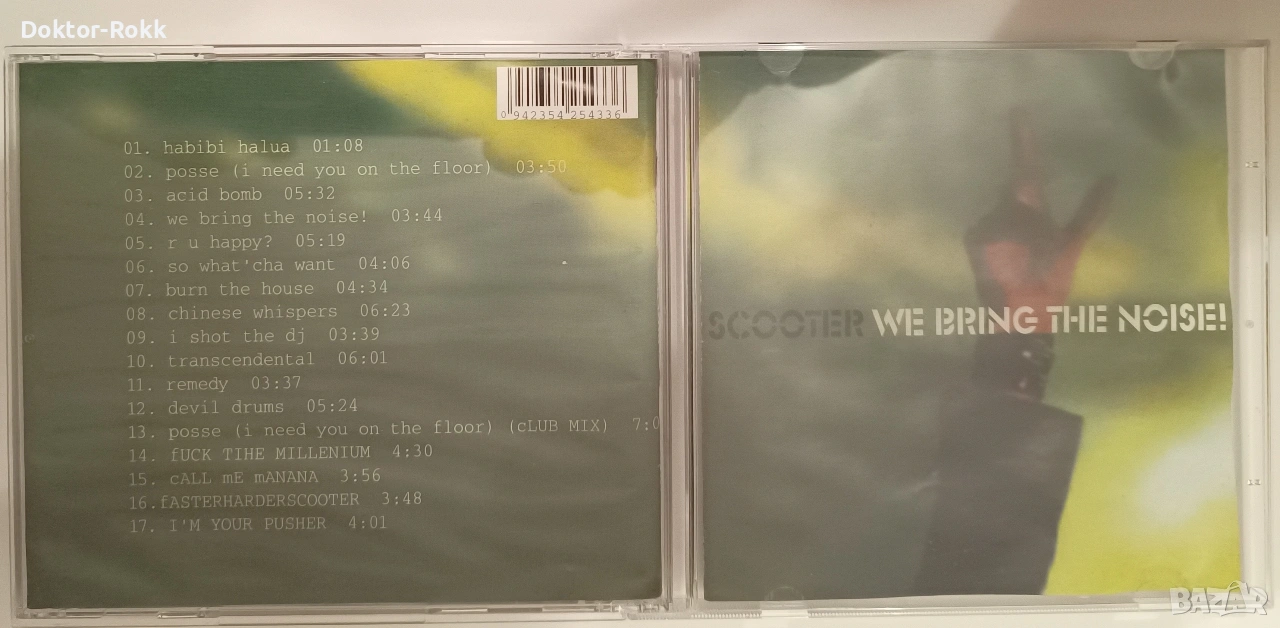 Doktor-Rokk
0 942354 254336
01. habibi halua 01:08
02. posse (i need you on the floor) 03:50
03. acid bomb 05:32
04. we bring the noise! 03:44
05. r u happy? 05:19
06. so what'cha want 04:06
07. burn the house 04:34
08. chinese whispers 06:23
09. i shot the dj 03:39
10. transcendental 06:01
11. remedy 03:37
12. devil drums 05:24
13. posse (i need you on the floor) (cLUB MIX) 7:0
14. fUCK TIHE MILLENIUM 4:30
15. cALL mE mANANA 3:56
16.fASTERHARDERSCOOTER 3:48
17. I'M YOUR PUSHER 4:01
SCOOTER WE BRING THE NOISE!
BAZAR